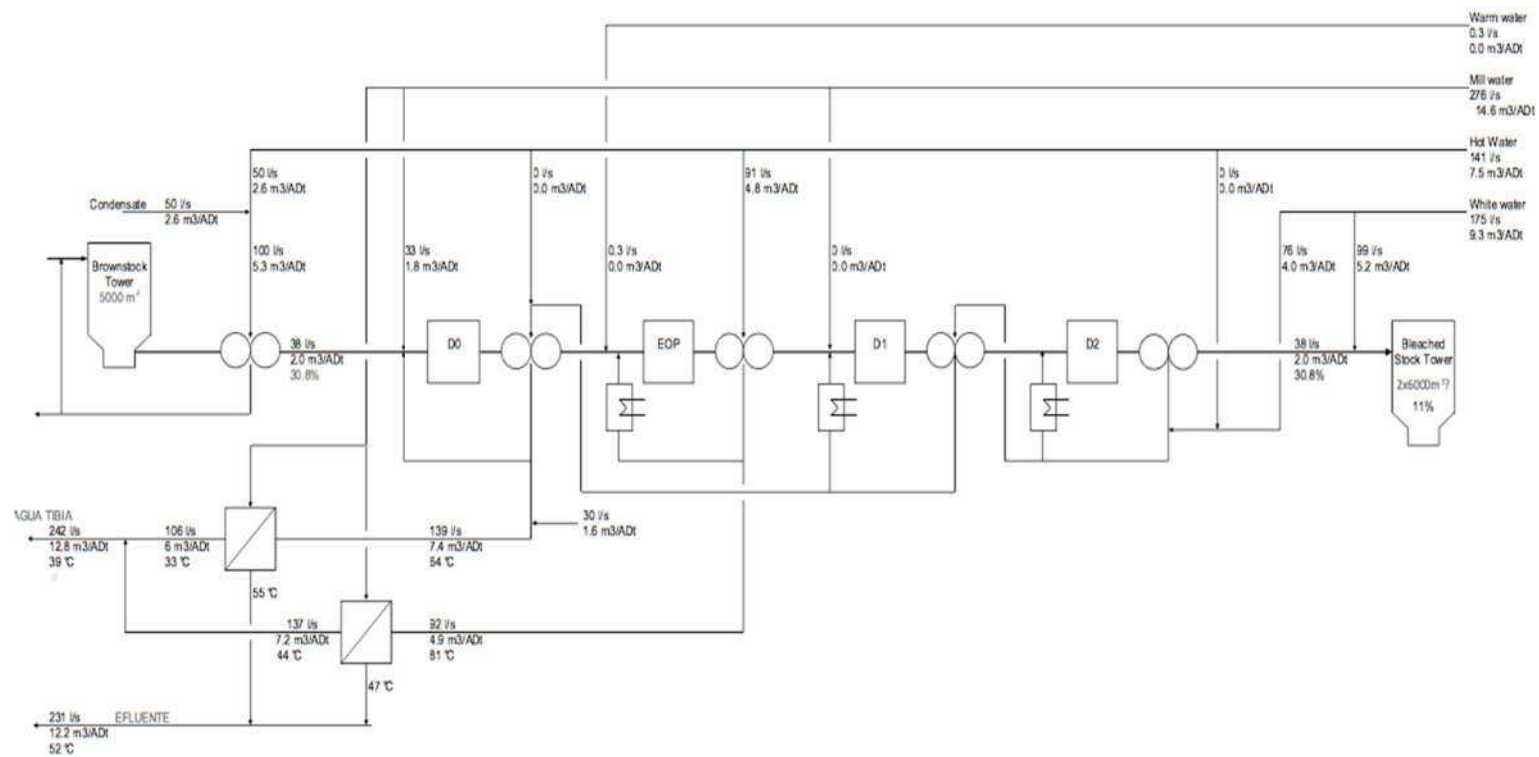 Warm water
0.3 l/s
0.0 m3/ADt
Mill water
276 l/s
14.6 m3/ADt
Hot Water
141 l/s
7.5 m3/ADt
White water
175 l/s
9.3 m3/ADt
50 l/s
2.6 m3/ADt
0 l/s
0.0 m3/ADt
91 l/s
4.8 m3/ADt
0 l/s
0.0 m3/ADt
Condensate
50 l/s
2.6 m3/ADt
100 l/s
5.3 m3/ADt
33 l/s
1.8 m3/ADt
0.3 l/s
0.0 m3/ADt
0 l/s
0.0 m3/ADt
76 l/s
4.0 m3/ADt
99 l/s
5.2 m3/ADt
Brownstock
Tower
5000 m³
38 l/s
2.0 m3/ADt
30.8%
D0
EOP
D1
D2
38 l/s
2.0 m3/ADt
30.8%
Bleached
Stock Tower
2x6000m³?
11%
AGUA TIBIA
242 l/s
12.8 m3/ADt
39 ℃
106 l/s
6 m3/ADt
33 ℃
139 l/s
7.4 m3/ADt
64 ℃
30 l/s
1.6 m3/ADt
55 ℃
137 l/s
7.2 m3/ADt
44 ℃
92 l/s
4.9 m3/ADt
81 ℃
47 ℃
231 l/s
EFLUENTE
12.2 m3/ADt
52 ℃